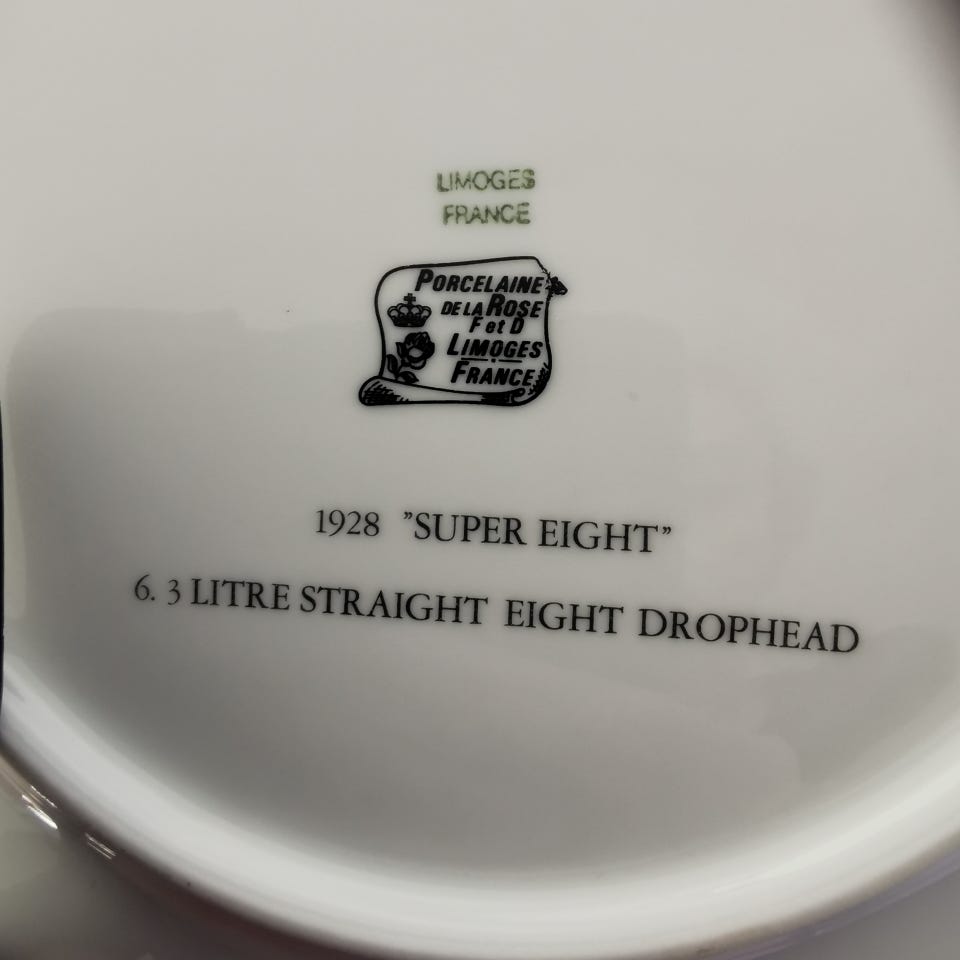 LIMOGES
FRANCE
PORCELAINE
DE LA ROSE
F et D
LIMOGES
FRANCE
1928 "SUPER EIGHT"
6. 3 LITRE STRAIGHT EIGHT DROPHEAD